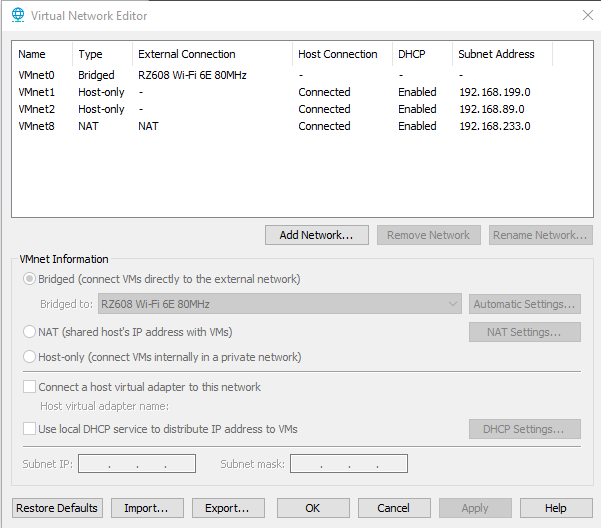 Virtual Network Editor
Name Type External Connection Host Connection DHCP Subnet Address
VMnet0 Bridged RZ608 Wi-Fi 6E 80MHz - - -
VMnet1 Host-only - Connected Enabled 192.168.199.0
VMnet2 Host-only - Connected Enabled 192.168.89.0
VMnet8 NAT NAT Connected Enabled 192.168.233.0
Add Network... Remove Network Rename Network...
VMnet Information
Bridged (connect VMs directly to the external network)
Bridged to: RZ608 Wi-Fi 6E 80MHz Automatic Settings...
NAT (shared host's IP address with VMs) NAT Settings...
Host-only (connect VMs internally in a private network)
Connect a host virtual adapter to this network
Host virtual adapter name:
Use local DHCP service to distribute IP address to VMs DHCP Settings...
Subnet IP: . . . Subnet mask: . . .
Restore Defaults Import... Export... OK Cancel Apply Help